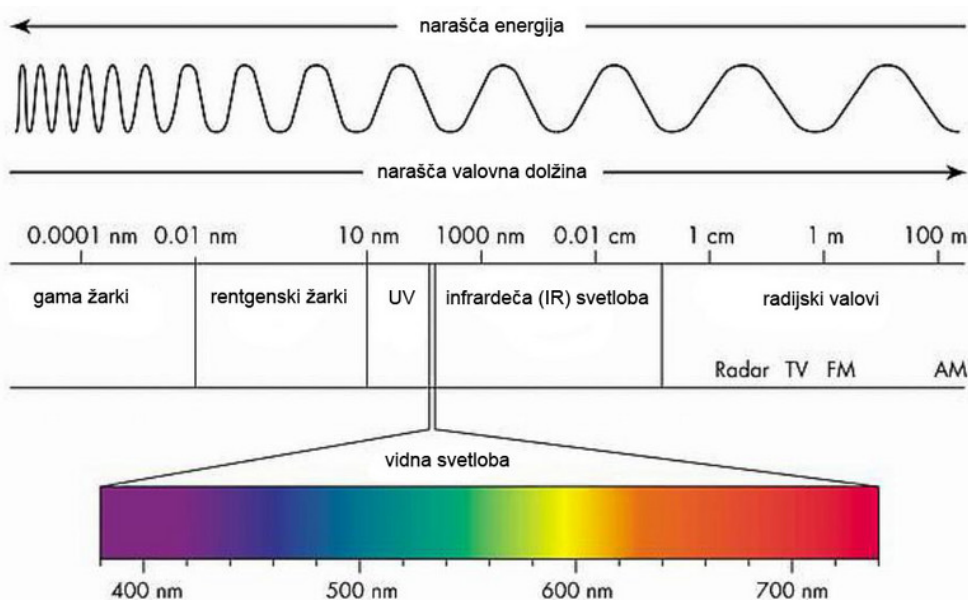 narašča energija
narašča valovna dolžina
0.0001 nm 0.01 nm 10 nm 1000 nm 0.01 cm 1 cm 1 m 100 m
gama žarki rentgenski žarki UV infrardeča (IR) svetloba radijski valovi
Radar TV FM AM
vidna svetloba
400 nm 500 nm 600 nm 700 nm